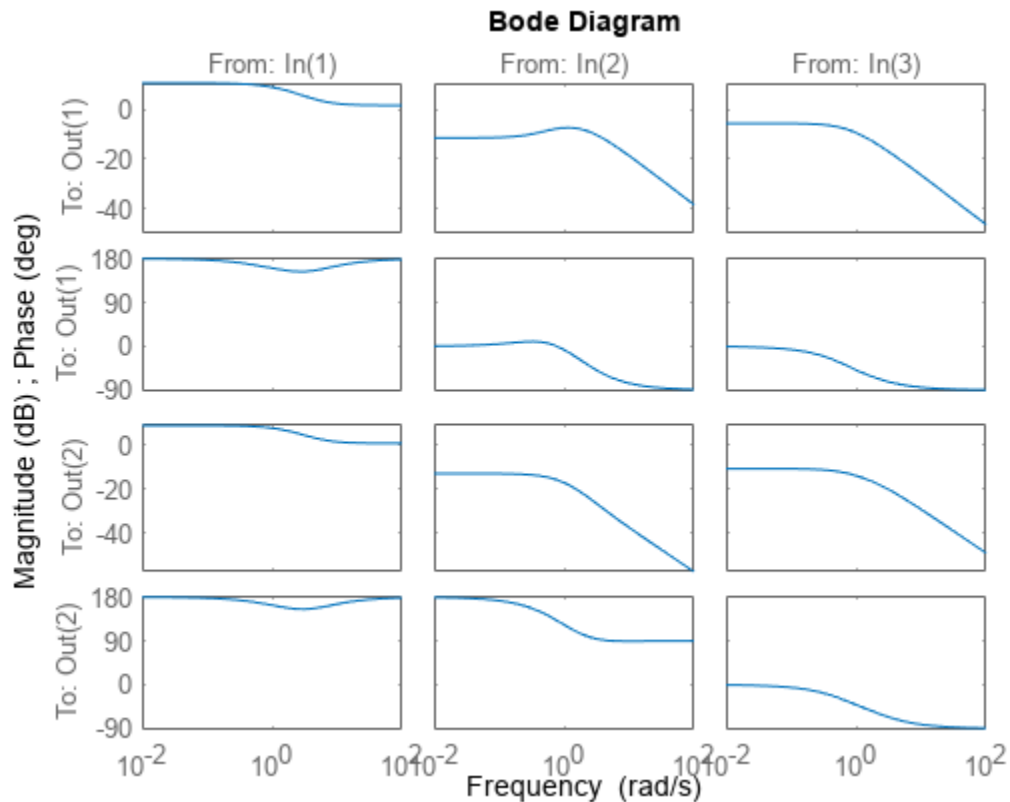 Bode Diagram
From: In(1)
From: In(2)
From: In(3)
Magnitude (dB) ; Phase (deg)
To: Out(1)
0
-20
-40
To: Out(1)
180
90
0
-90
To: Out(2)
0
-20
-40
To: Out(2)
180
90
0
-90
10^-2
10^0
10^2
10^-2
10^0
10^2
10^-2
10^0
10^2
Frequency (rad/s)